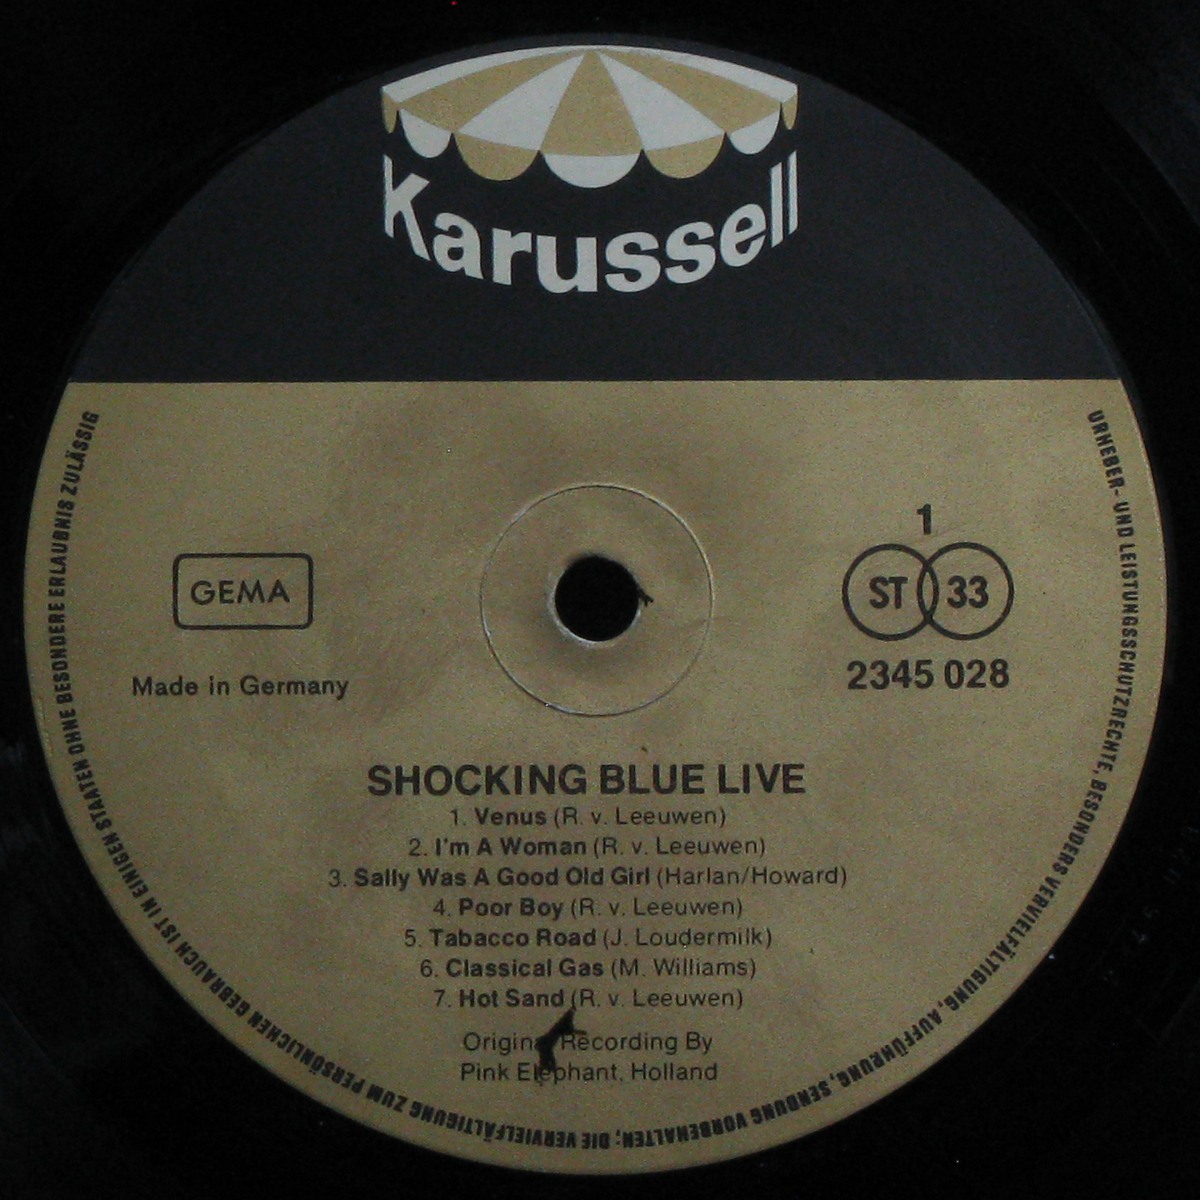 Karussell
GEMA
Made in Germany
1
ST 33
2345 028
SHOCKING BLUE LIVE
1. Venus (R. v. Leeuwen)
2. I'm A Woman (R. v. Leeuwen)
3. Sally Was A Good Old Girl (Harlan/Howard)
4. Poor Boy (R. v. Leeuwen)
5. Tabacco Road (J. Loudermilk)
6. Classical Gas (M. Williams)
7. Hot Sand (R. v. Leeuwen)
Original Recording By
Pink Elephant, Holland
URHEBER- UND LEISTUNGSSCHUTZRECHTE, BESONDERS VERVIELFÄLTIGUNG, AUFFÜHRUNG, SENDUNG VORBEHALTEN; DIE VERVIELFÄLTIGUNG ZUM PERSÖNLICHEN GEBRAUCH IST IN EINIGEN STAATEN OHNE BESONDERE ERLAUBNIS ZULÄSSIG